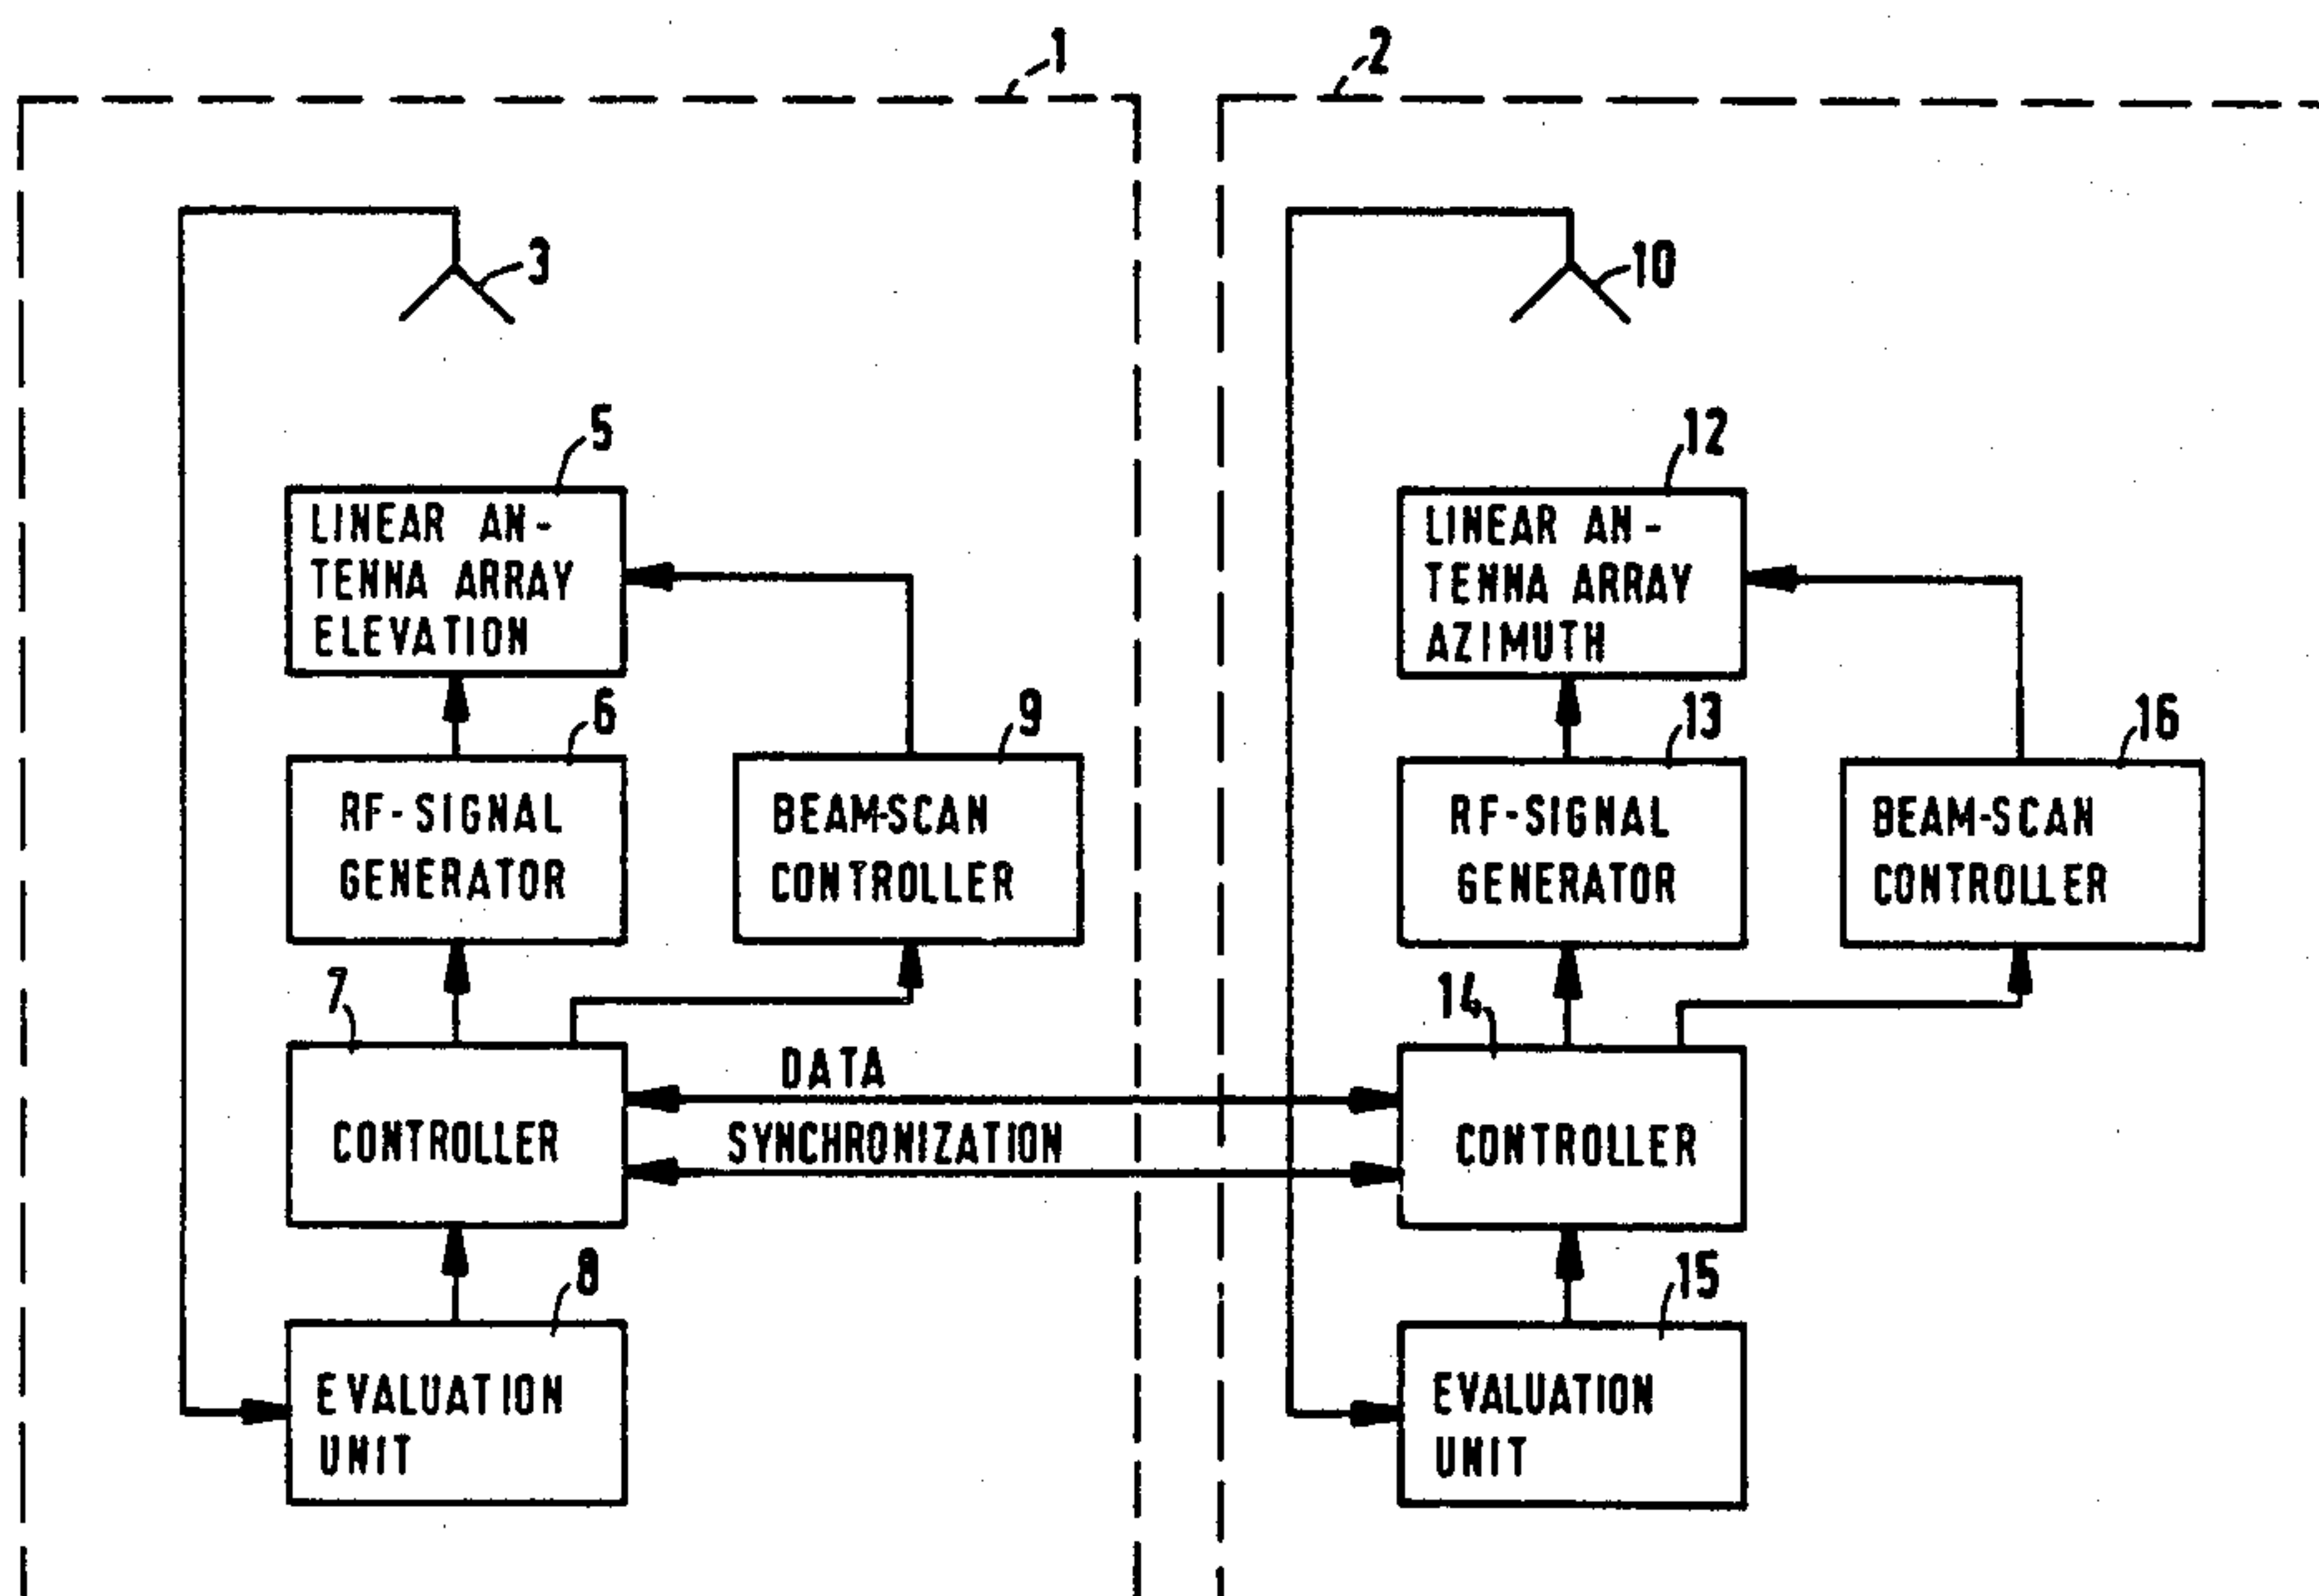 1
2
3
10
5
LINEAR AN-
TENNA ARRAY
ELEVATION
12
LINEAR AN-
TENNA ARRAY
AZIMUTH
6
RF-SIGNAL
GENERATOR
9
BEAM-SCAN
CONTROLLER
13
RF-SIGNAL
GENERATOR
16
BEAM-SCAN
CONTROLLER
7
CONTROLLER
DATA
SYNCHRONIZATION
14
CONTROLLER
8
EVALUATION
UNIT
15
EVALUATION
UNIT